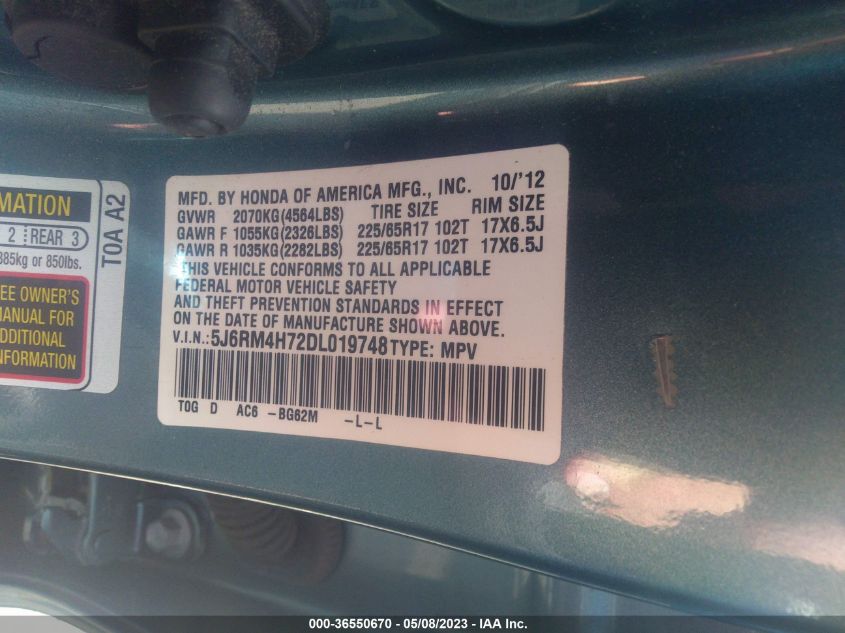 MATION
2 REAR 3
385kg or 850lbs.
EE OWNER'S
MANUAL FOR
ADDITIONAL
INFORMATION
T0A A2
MFD. BY HONDA OF AMERICA MFG., INC. 10/'12
GVWR 2070KG(4564LBS) TIRE SIZE RIM SIZE
GAWR F 1055KG(2326LBS) 225/65R17 102T 17X6.5J
GAWR R 1035KG(2282LBS) 225/65R17 102T 17X6.5J
THIS VEHICLE CONFORMS TO ALL APPLICABLE
FEDERAL MOTOR VEHICLE SAFETY
AND THEFT PREVENTION STANDARDS IN EFFECT
ON THE DATE OF MANUFACTURE SHOWN ABOVE.
V.I.N.: 5J6RM4H72DL019748 TYPE: MPV
T0G D AC6 -BG62M -L-L
000-36550670 - 05/08/2023 - IAA Inc.